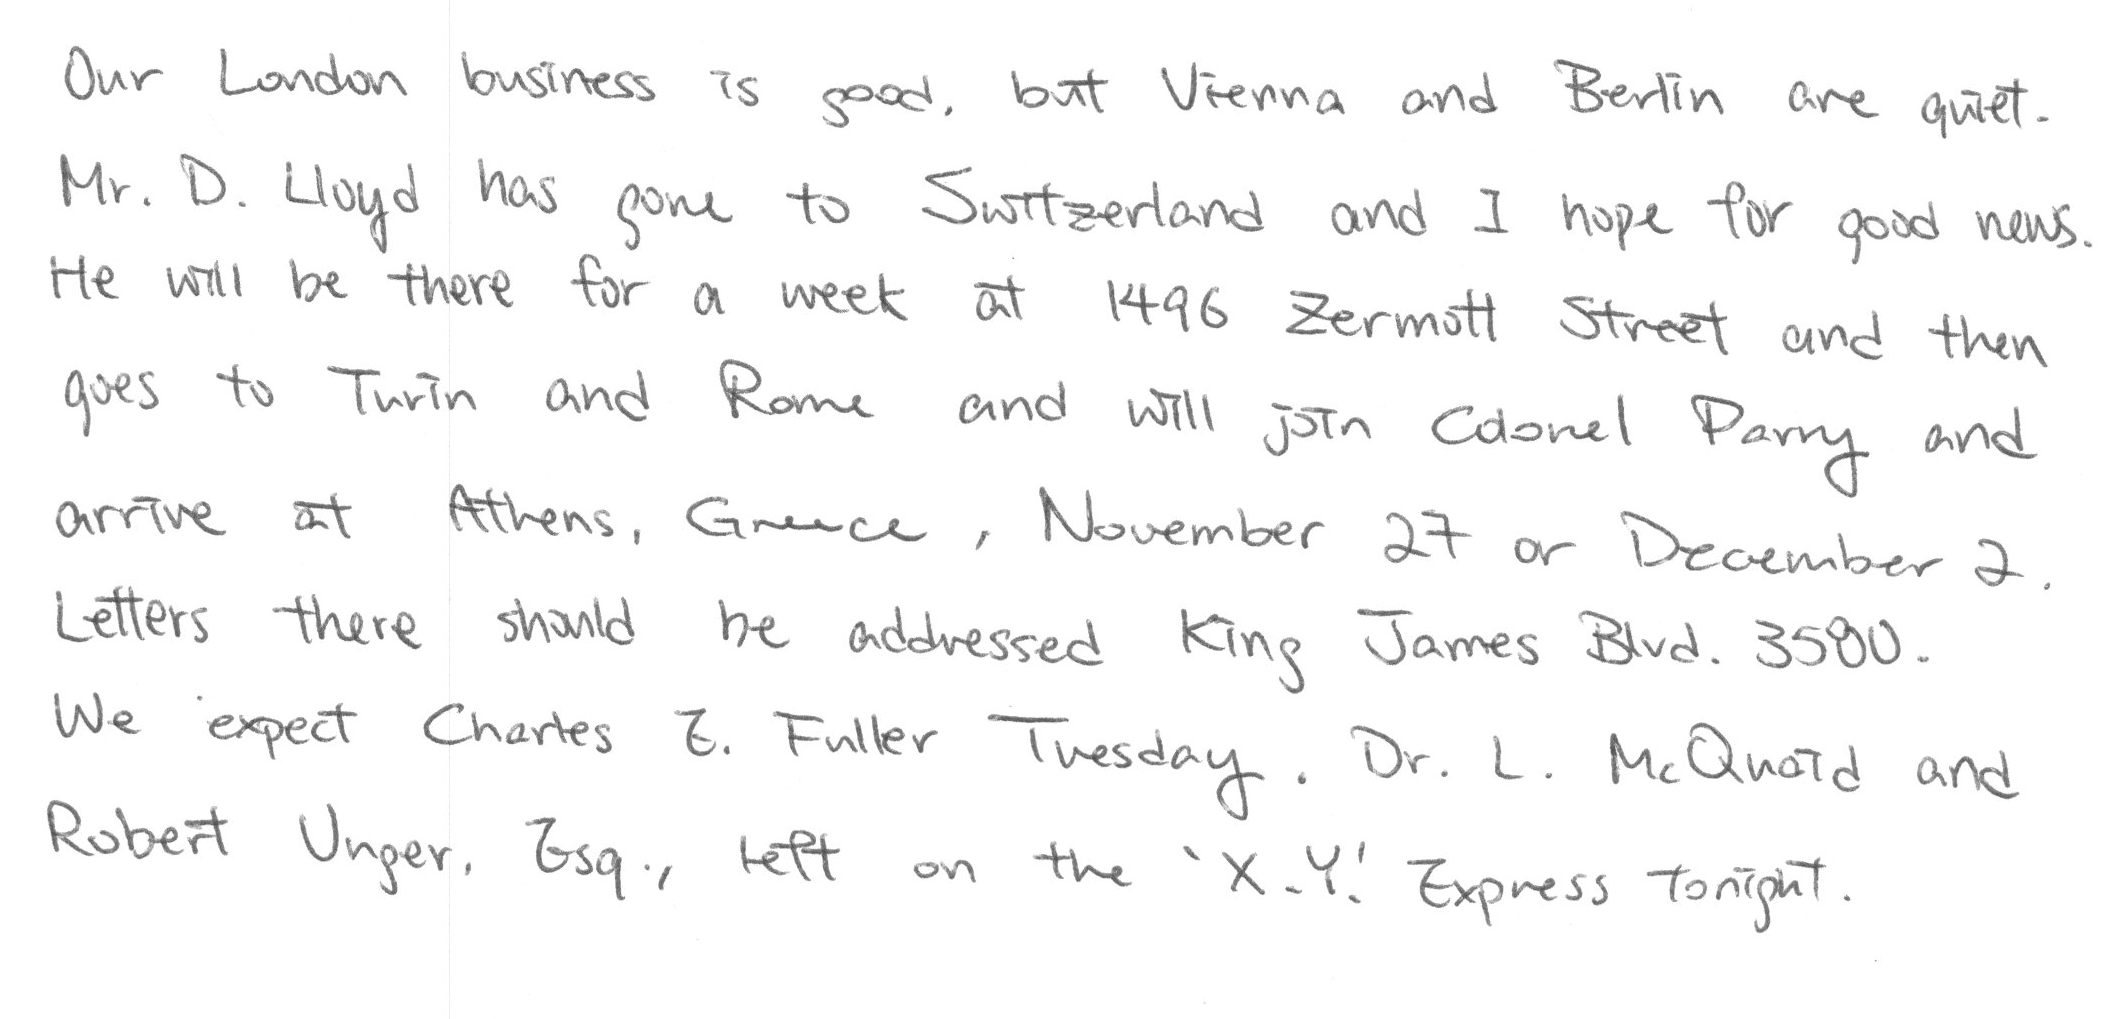 Our London business is good, but Vienna and Berlin are quiet.
Mr. D. Lloyd has gone to Switzerland and I hope for good news.
He will be there for a week at 1496 Zermott Street and then
goes to Turin and Rome and will join Colonel Parry and
arrive at Athens, Greece, November 27 or December 2.
Letters there should be addressed King James Blvd. 3580.
We expect Charles E. Fuller Tuesday. Dr. L. McQuaid and
Robert Unger, Esq., left on the 'X.Y.' Express tonight.